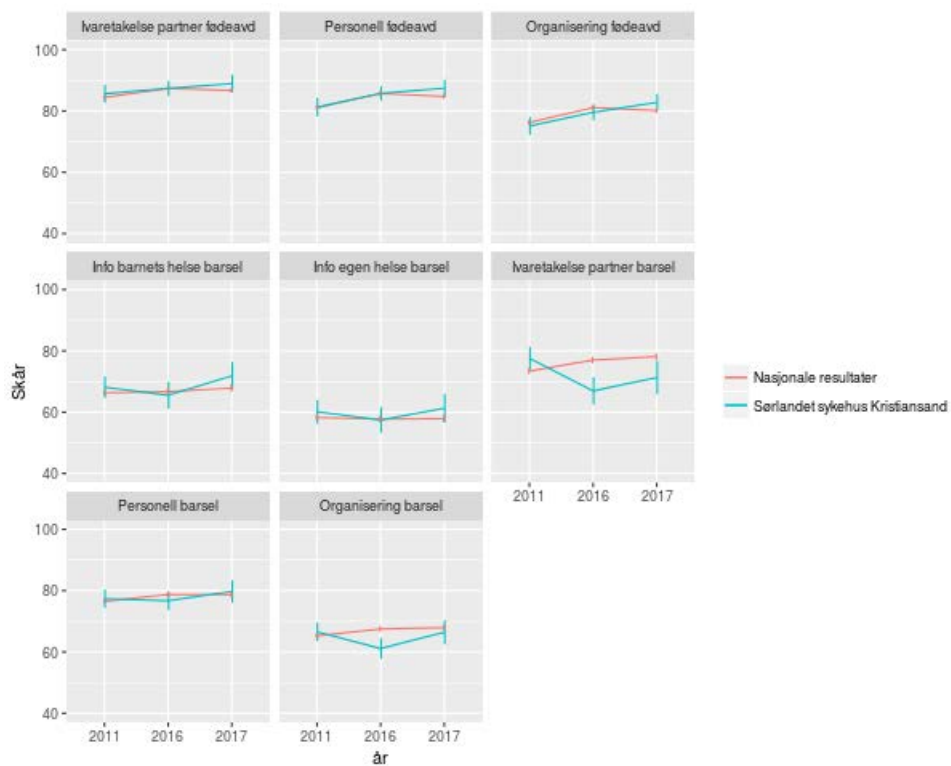 Ivaretakelse partner fødeavd
Personell fødeavd
Organisering fødeavd
100
80
60
40
Info barnets helse barsel
Info egen helse barsel
Ivaretakelse partner barsel
100
80
60
40
2011 2016 2017
Personell barsel
Organisering barsel
100
80
60
40
2011 2016 2017
2011 2016 2017
Skår
år
Nasjonale resultater
Sørlandet sykehus Kristiansand